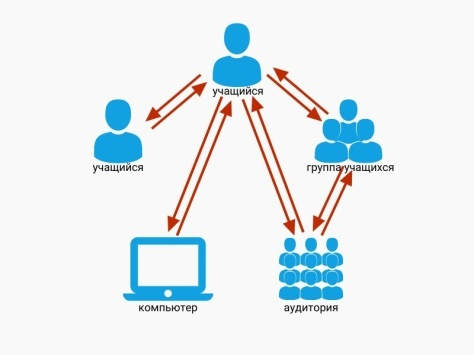 учащийся
учащийся
группа учащихся
компьютер
аудитория